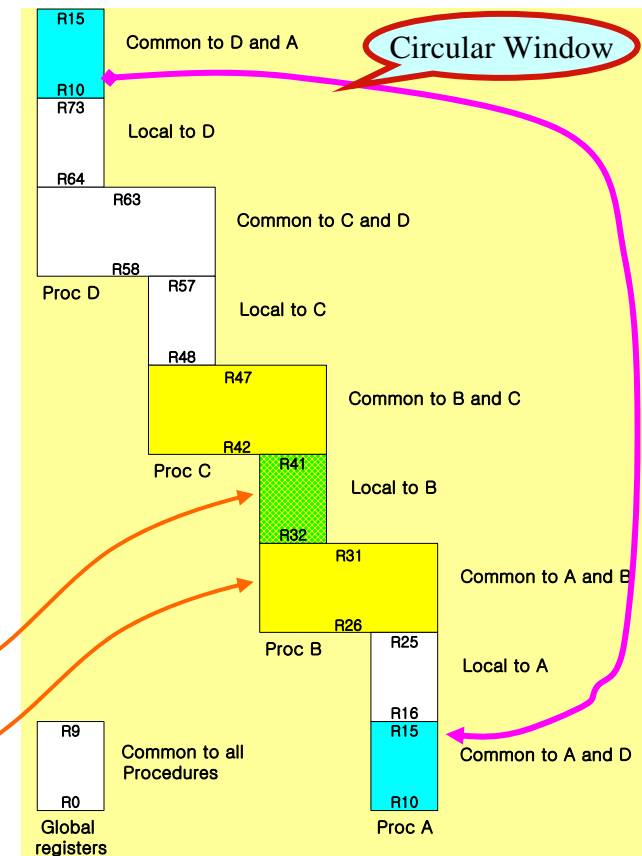 R15
Common to D and A
Circular Window
R10
R73
Local to D
R64
R63
Common to C and D
R58
Proc D
R57
Local to C
R48
R47
Common to B and C
R42
Proc C
R41
Local to B
R32
R31
Common to A and B
R26
Proc B
R25
Local to A
R16
R15
Common to A and D
R10
Proc A
R9
Common to all
Procedures
R0
Global
registers